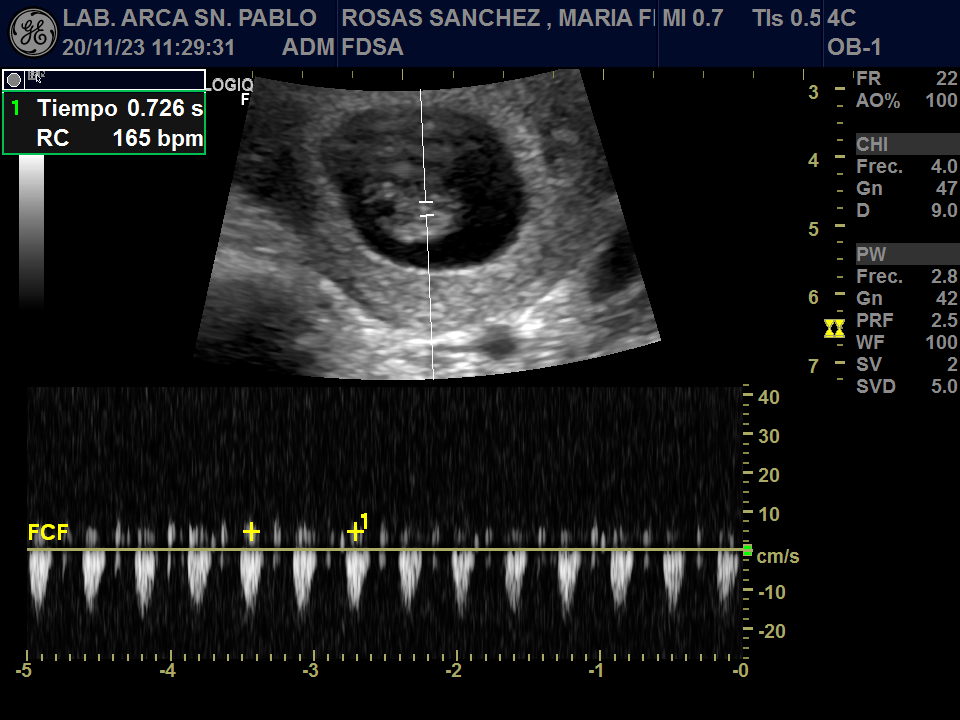 LAB. ARCA SN. PABLO ROSAS SANCHEZ , MARIA FI MI 0.7 TIs 0.5 4C
20/11/23 11:29:31 ADM FDSA OB-1
LOGIQ
F
1 Tiempo 0.726 s
RC 165 bpm
FR 22
AO% 100
CHI
Frec. 4.0
Gn 47
D 9.0
PW
Frec. 2.8
Gn 42
PRF 2.5
WF 100
SV 2
SVD 5.0
3
4
5
6
7
40
30
20
10
cm/s
-10
-20
FCF
1
-5 -4 -3 -2 -1 -0